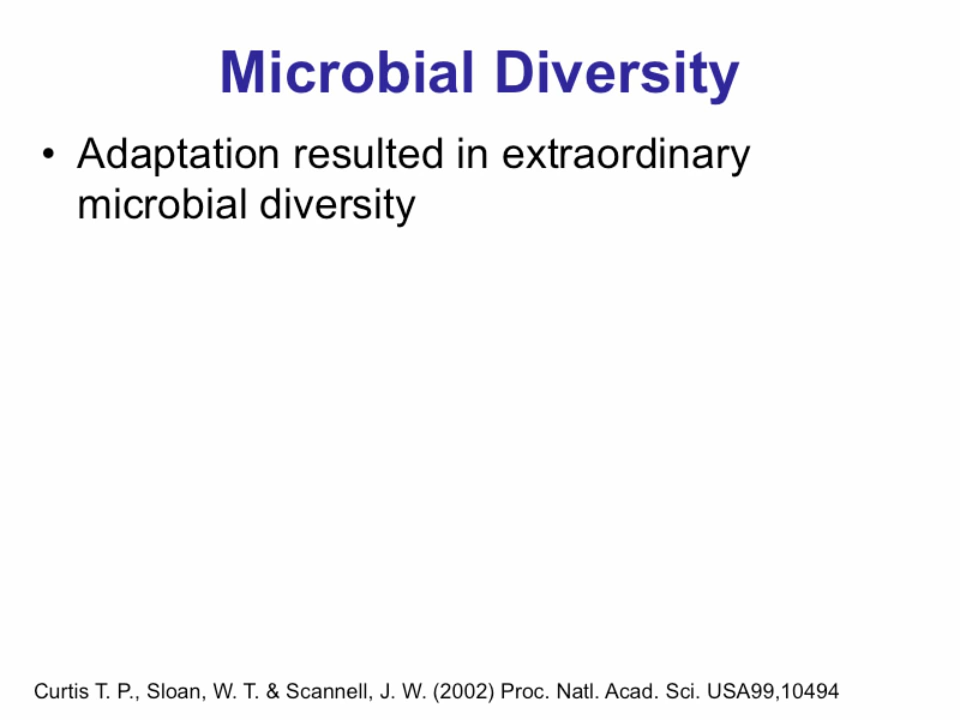 Microbial Diversity
• Adaptation resulted in extraordinary
microbial diversity
Curtis T. P., Sloan, W. T. & Scannell, J. W. (2002) Proc. Natl. Acad. Sci. USA99,10494